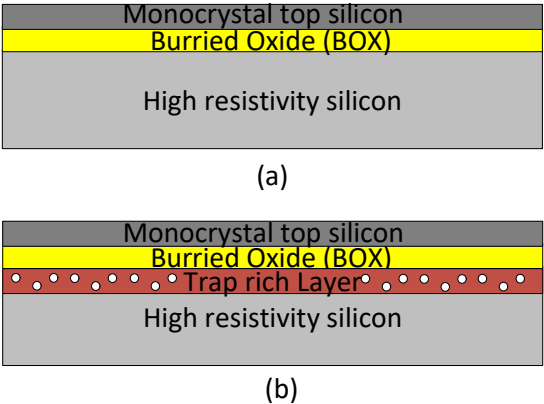 Monocrystal top silicon
Burried Oxide (BOX)
High resistivity silicon
(a)
Monocrystal top silicon
Burried Oxide (BOX)
Trap rich Layer
High resistivity silicon
(b)